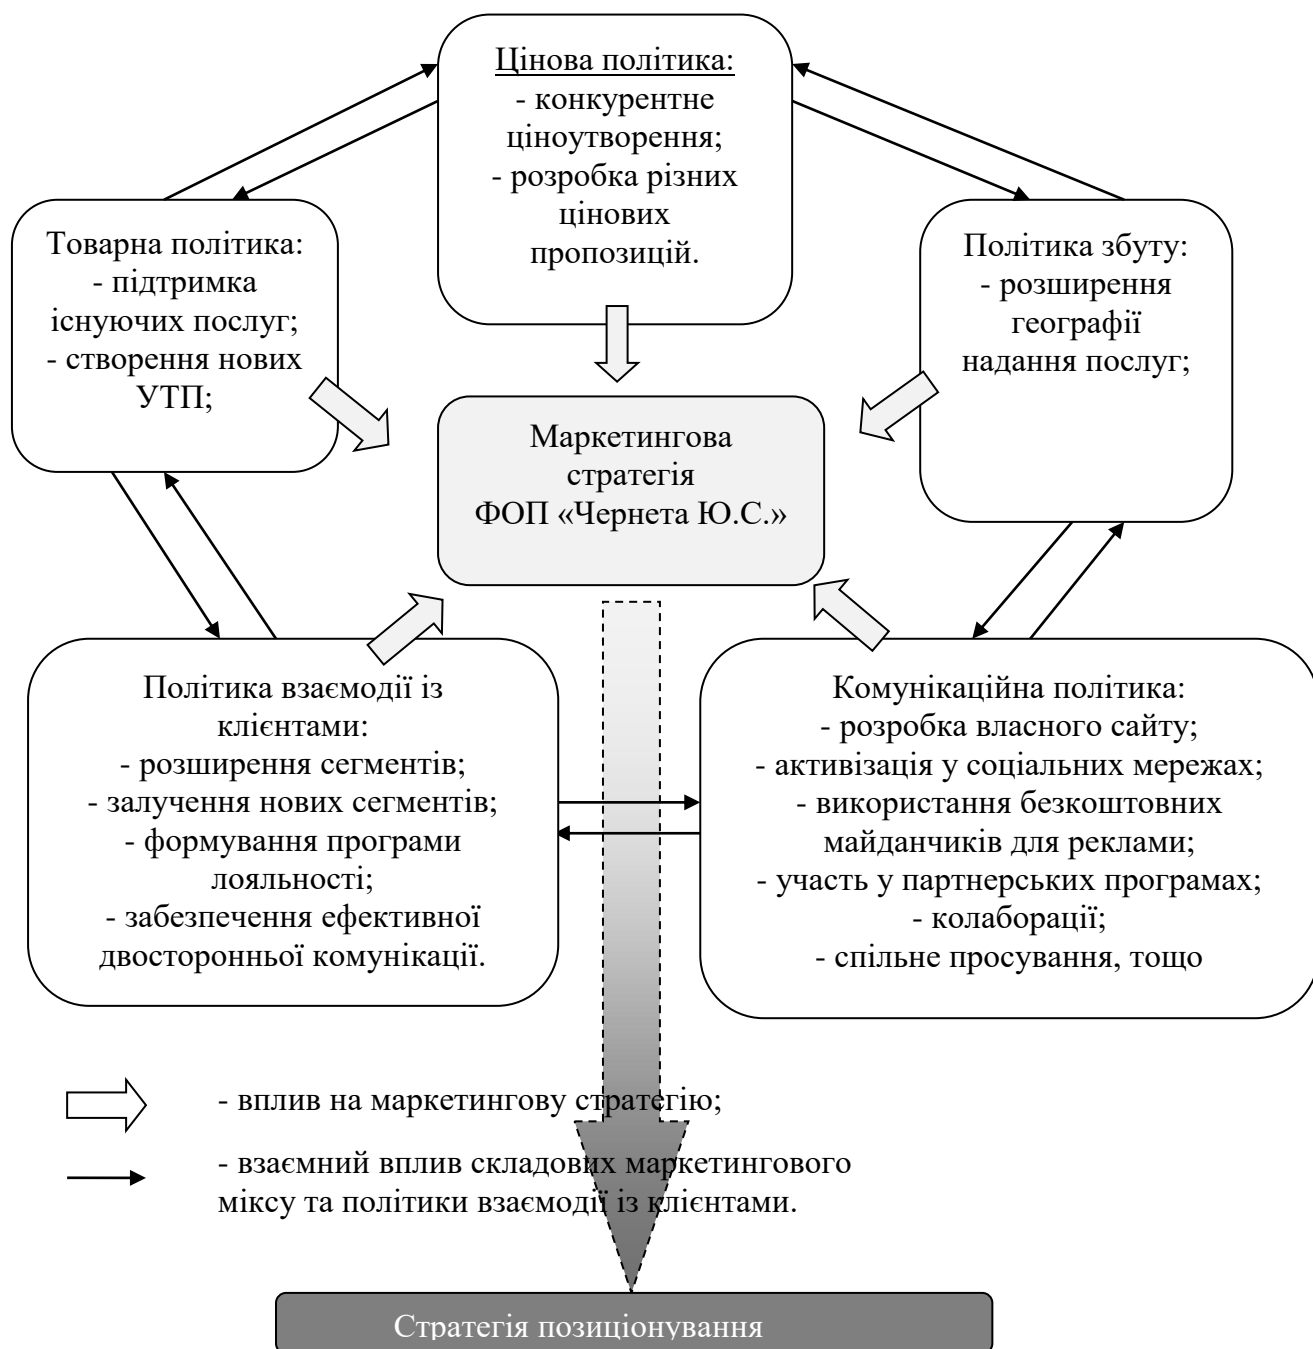 Цінова політика:
- конкурентне
ціноутворення;
- розробка різних
цінових
пропозицій.
Товарна політика:
- підтримка
існуючих послуг;
- створення нових
УТП;
Політика збуту:
- розширення
географії
надання послуг;
Маркетингова
стратегія
ФОП «Чернета Ю.С.»
Політика взаємодії із
клієнтами:
- розширення сегментів;
- залучення нових сегментів;
- формування програми
лояльності;
- забезпечення ефективної
двосторонньої комунікації.
Комунікаційна політика:
- розробка власного сайту;
- активізація у соціальних мережах;
- використання безкоштовних
майданчиків для реклами;
- участь у партнерських програмах;
- колаборації;
- спільне просування, тощо
- вплив на маркетингову стратегію;
- взаємний вплив складових маркетингового
міксу та політики взаємодії із клієнтами.
Стратегія позиціонування